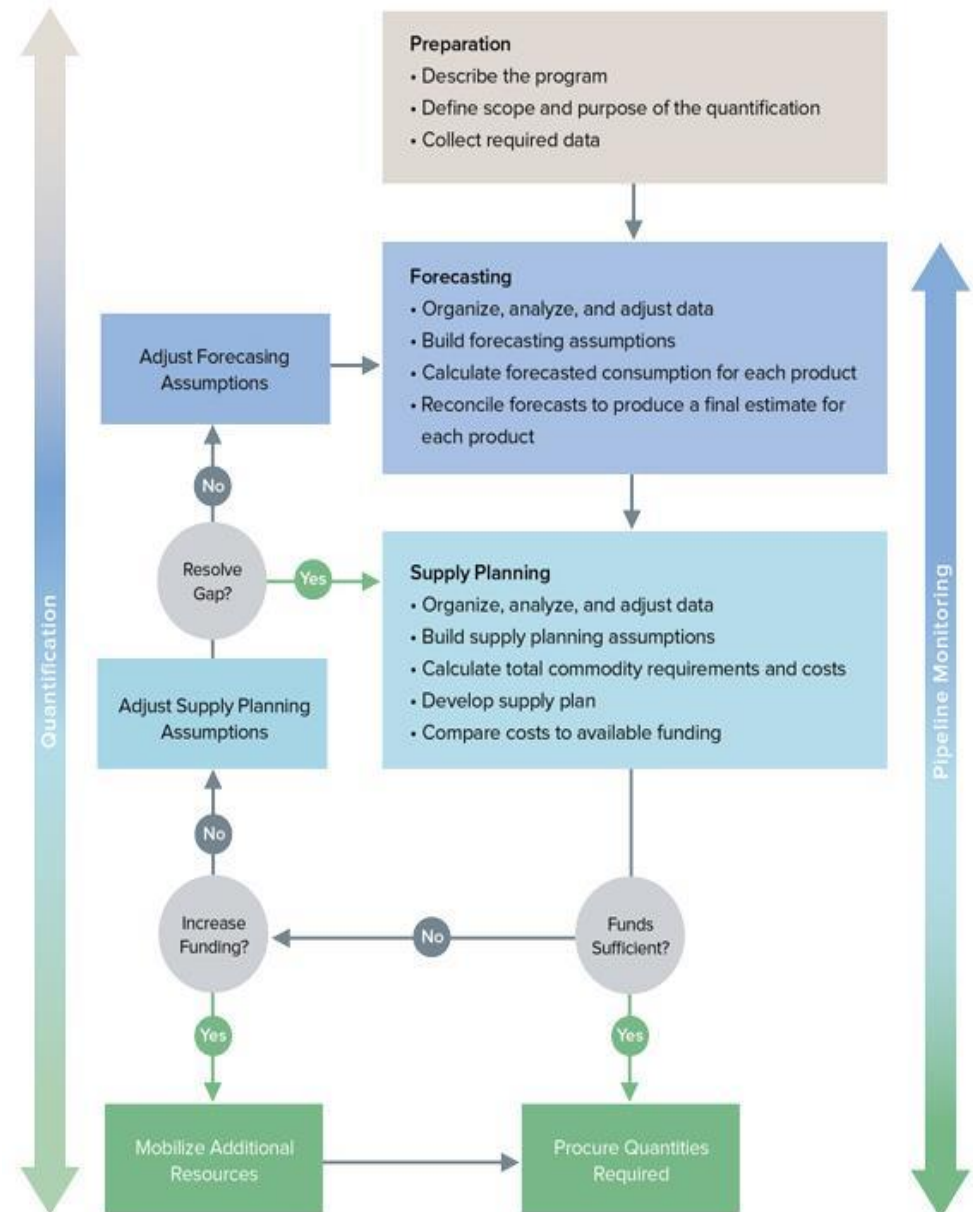 Preparation
• Describe the program
• Define scope and purpose of the quantification
• Collect required data
Forecasting
• Organize, analyze, and adjust data
• Build forecasting assumptions
• Calculate forecasted consumption for each product
• Reconcile forecasts to produce a final estimate for
each product
Adjust Forecasing
Assumptions
No
Resolve
Gap?
Yes
Supply Planning
• Organize, analyze, and adjust data
• Build supply planning assumptions
• Calculate total commodity requirements and costs
• Develop supply plan
• Compare costs to available funding
Adjust Supply Planning
Assumptions
No
Increase
Funding?
No
Funds
Sufficient?
Yes
Yes
Mobilize Additional
Resources
Procure Quantities
Required
Quantification
Pipeline Monitoring